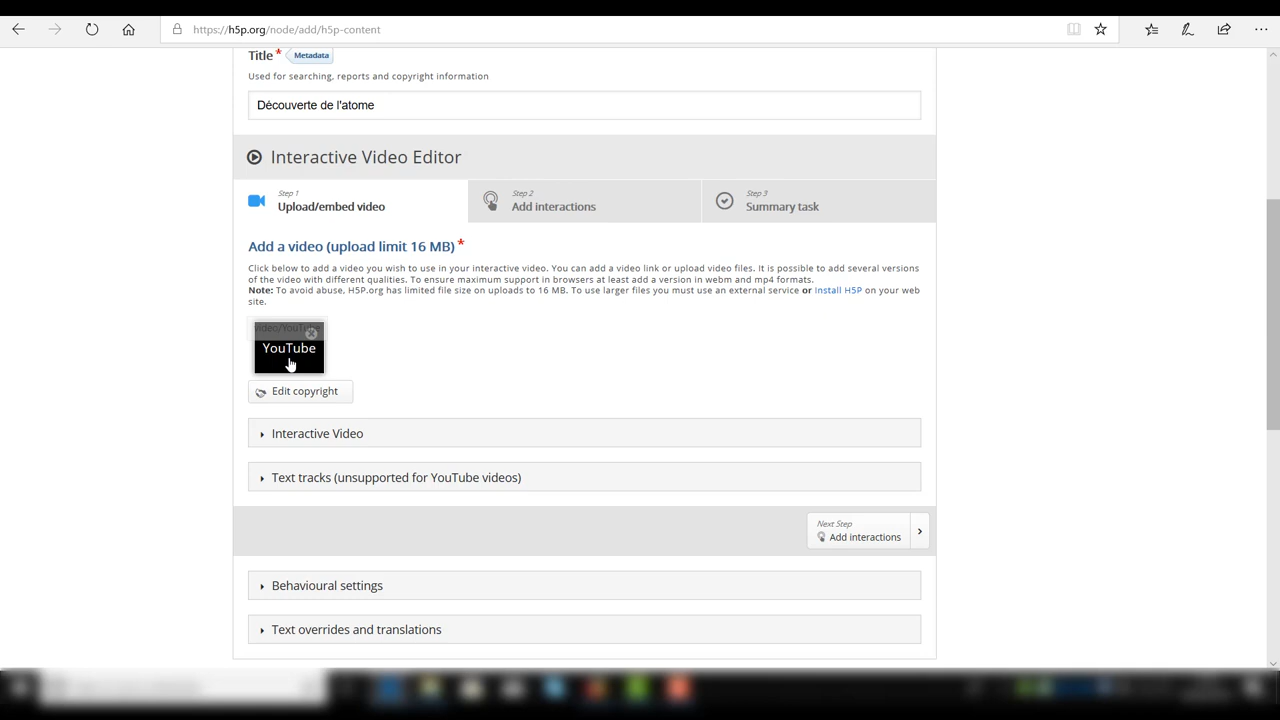 https://h5p.org/node/add/h5p-content
Title * Metadata
Used for searching, reports and copyright information
Découverte de l'atome
Interactive Video Editor
Step 1
Upload/embed video
Step 2
Add interactions
Step 3
Summary task
Add a video (upload limit 16 MB) *
Click below to add a video you wish to use in your interactive video. You can add a video link or upload video files. It is possible to add several versions
of the video with different qualities. To ensure maximum support in browsers at least add a version in webm and mp4 formats.
Note: To avoid abuse, H5P.org has limited file size on uploads to 16 MB. To use larger files you must use an external service or Install H5P on your web
site.
video/YouTube
YouTube
Edit copyright
Interactive Video
Text tracks (unsupported for YouTube videos)
Next Step
Add interactions
Behavioural settings
Text overrides and translations